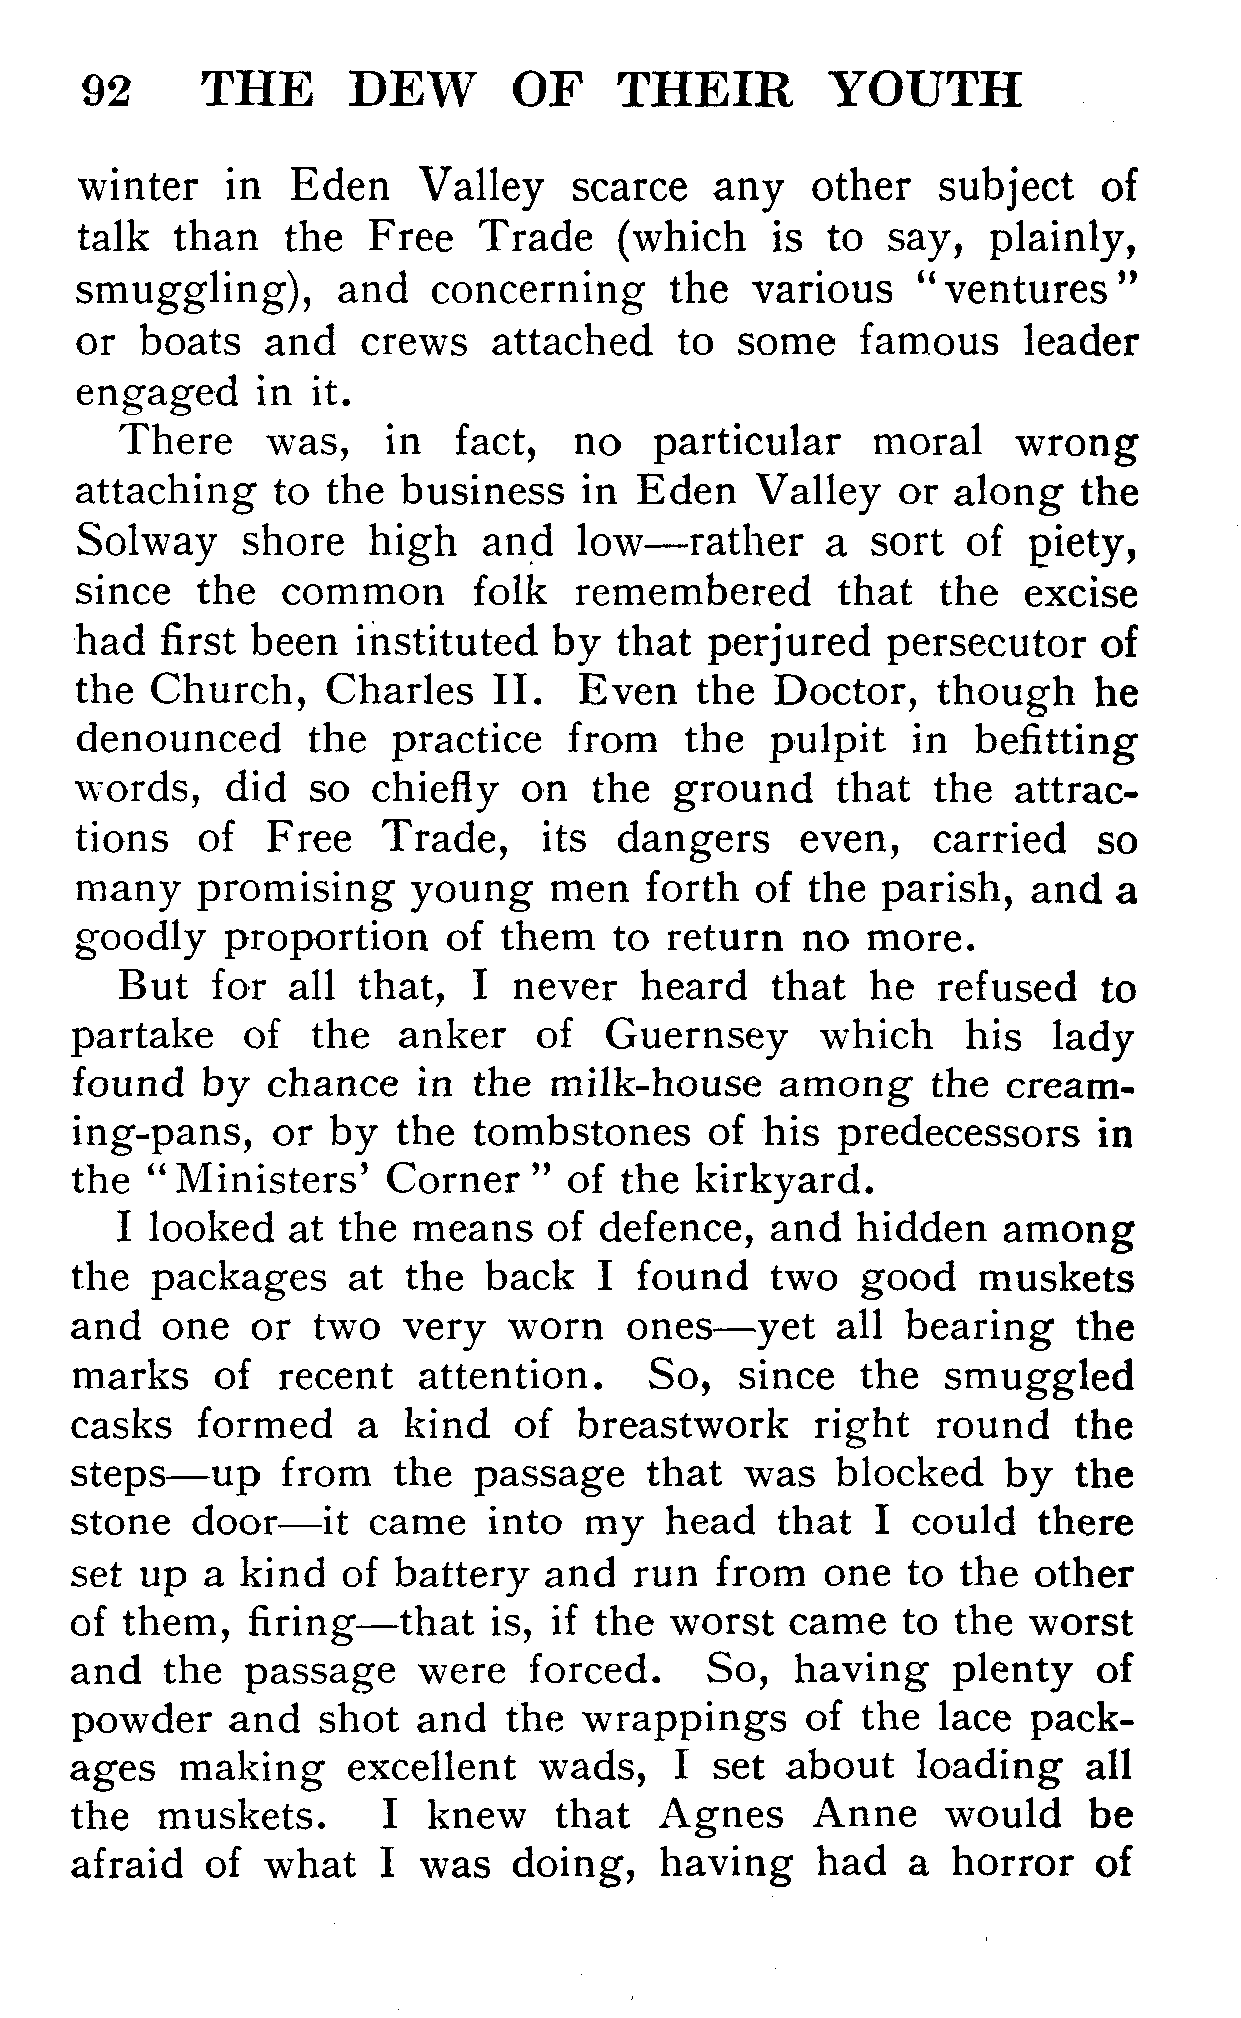 92 THE DEW OF THEIR YOUTH
winter in Eden Valley scarce any other subject of
talk than the Free Trade (which is to say, plainly,
smuggling), and concerning the various “ventures”
or boats and crews attached to some famous leader
engaged in it.
There was, in fact, no particular moral wrong
attaching to the business in Eden Valley or along the
Solway shore high and low—rather a sort of piety,
since the common folk remembered that the excise
had first been instituted by that perjured persecutor of
the Church, Charles II. Even the Doctor, though he
denounced the practice from the pulpit in befitting
words, did so chiefly on the ground that the attrac-
tions of Free Trade, its dangers even, carried so
many promising young men forth of the parish, and a
goodly proportion of them to return no more.
But for all that, I never heard that he refused to
partake of the anker of Guernsey which his lady
found by chance in the milk-house among the cream-
ing-pans, or by the tombstones of his predecessors in
the “Ministers’ Corner” of the kirkyard.
I looked at the means of defence, and hidden among
the packages at the back I found two good muskets
and one or two very worn ones—yet all bearing the
marks of recent attention. So, since the smuggled
casks formed a kind of breastwork right round the
steps—up from the passage that was blocked by the
stone door—it came into my head that I could there
set up a kind of battery and run from one to the other
of them, firing—that is, if the worst came to the worst
and the passage were forced. So, having plenty of
powder and shot and the wrappings of the lace pack-
ages making excellent wads, I set about loading all
the muskets. I knew that Agnes Anne would be
afraid of what I was doing, having had a horror of